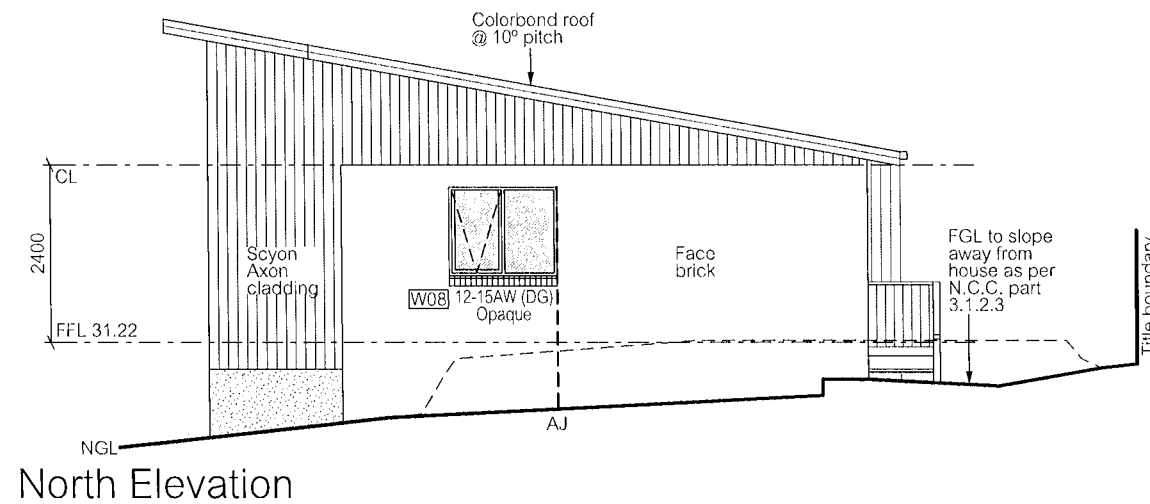 Colorbond roof
@ 10º pitch
CL
2400
Scyon
Axon
cladding
Face
brick
FGL to slope
away from
house as per
N.C.C. part
3.1.2.3
Title boundary
W08 12-15AW (DG)
Opaque
FFL 31.22
AJ
NGL
North Elevation